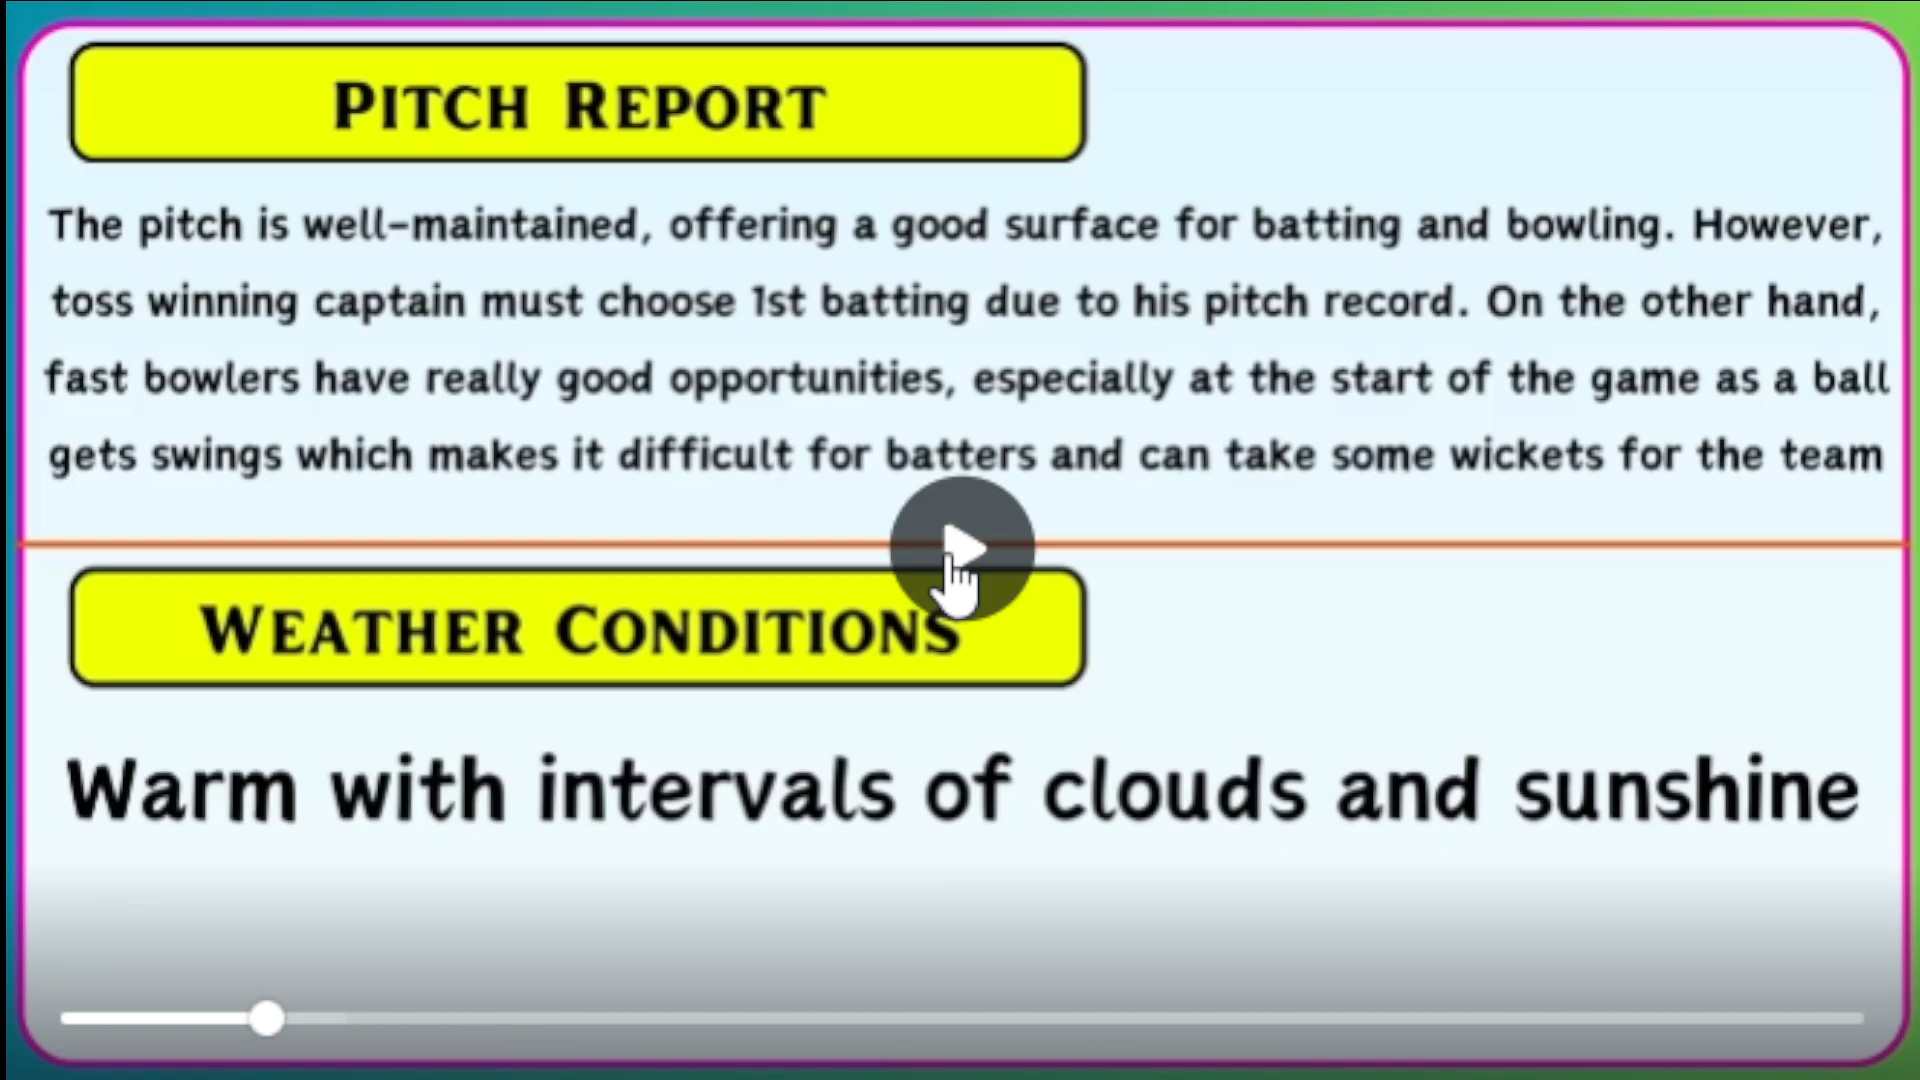 PITCH REPORT
The pitch is well-maintained, offering a good surface for batting and bowling. However,
toss winning captain must choose 1st batting due to his pitch record. On the other hand,
fast bowlers have really good opportunities, especially at the start of the game as a ball
gets swings which makes it difficult for batters and can take some wickets for the team
WEATHER CONDITIONS
Warm with intervals of clouds and sunshine